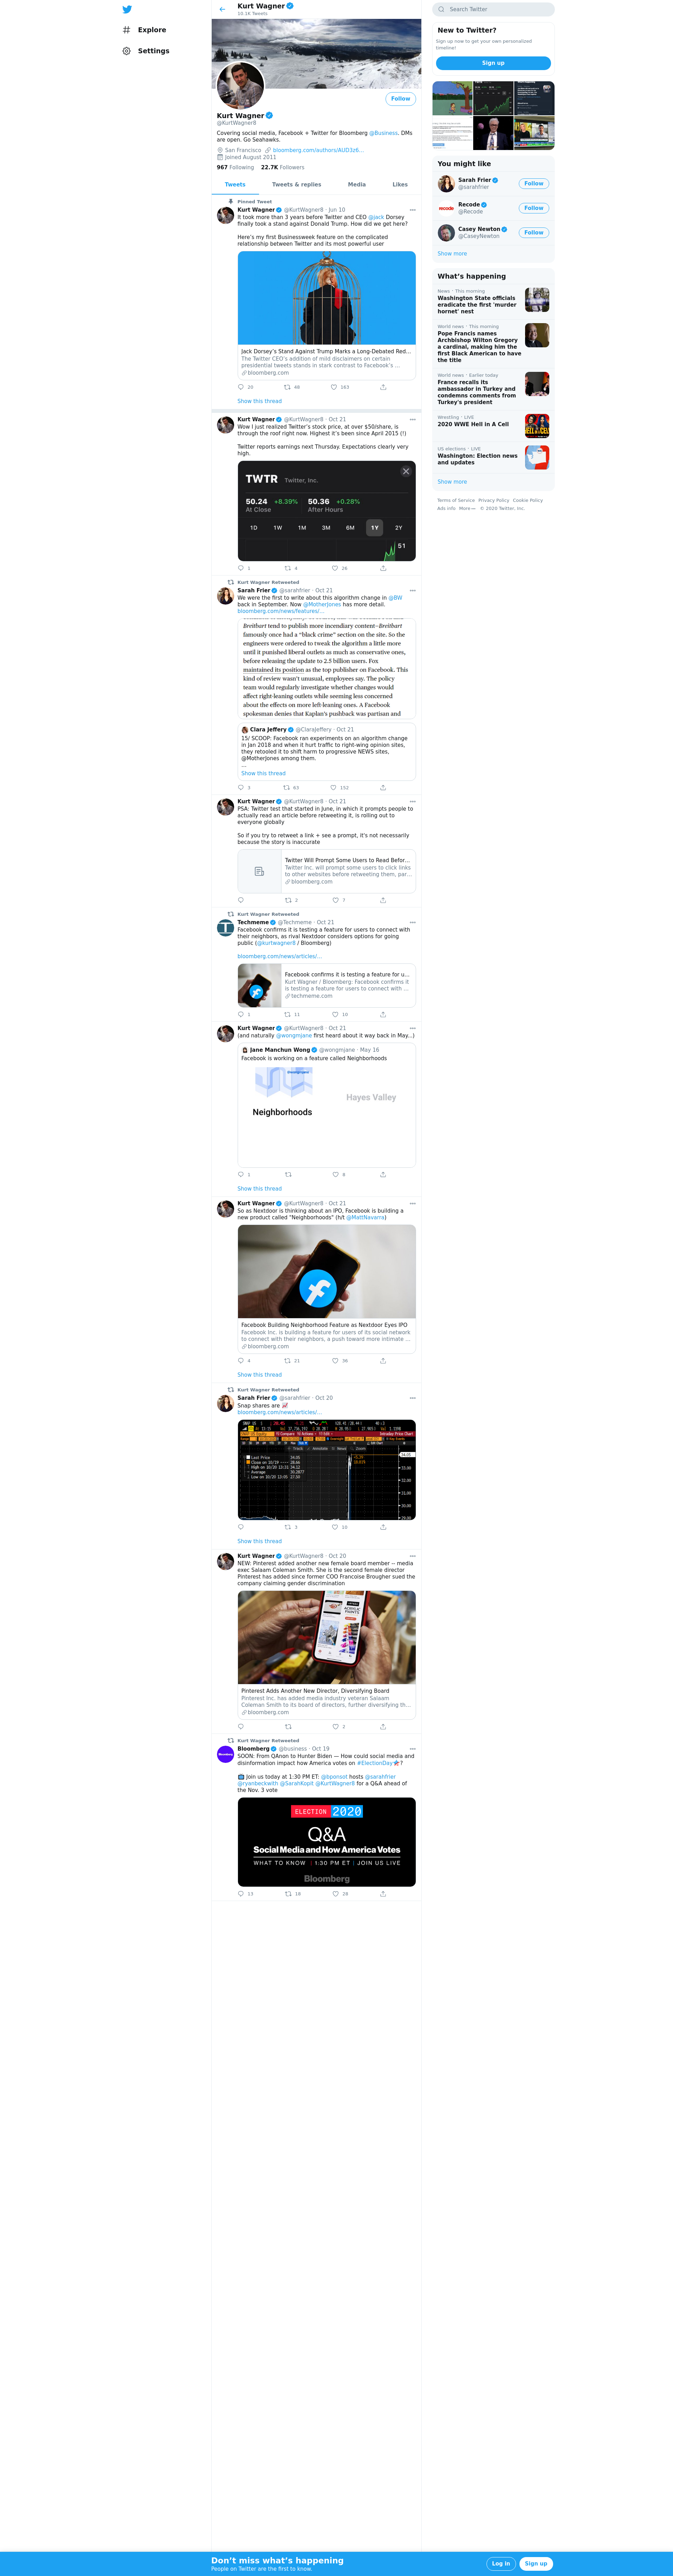 Explore
Settings
Kurt Wagner
10.1K Tweets
Follow
Kurt Wagner
@KurtWagner8
Covering social media, Facebook + Twitter for Bloomberg @Business. DMs
are open. Go Seahawks.
San Francisco bloomberg.com/authors/AUD3z6…
Joined August 2011
967 Following 22.7K Followers
Tweets Tweets & replies Media Likes
Pinned Tweet
Kurt Wagner @KurtWagner8 · Jun 10
It took more than 3 years before Twitter and CEO @jack Dorsey
finally took a stand against Donald Trump. How did we get here?
Here's my first Businessweek feature on the complicated
relationship between Twitter and its most powerful user
Jack Dorsey's Stand Against Trump Marks a Long-Debated Red…
The Twitter CEO's addition of mild disclaimers on certain
presidential tweets stands in stark contrast to Facebook's …
bloomberg.com
20 48 163
Show this thread
Kurt Wagner @KurtWagner8 · Oct 21
Wow I just realized Twitter's stock price, at over $50/share, is
through the roof right now. Highest it's been since April 2015 (!)
Twitter reports earnings next Thursday. Expectations clearly very
high.
TWTR Twitter, Inc.
50.24 +8.39% 50.36 +0.28%
At Close After Hours
1D 1W 1M 3M 6M 1Y 2Y
51
1 4 26
Kurt Wagner Retweeted
Sarah Frier @sarahfrier · Oct 21
We were the first to write about this algorithm change in @BW
back in September. Now @MotherJones has more detail.
bloomberg.com/news/features/…
Breitbart tend to publish more incendiary content–Breitbart
famously once had a "black crime" section on the site. So the
engineers were ordered to tweak the algorithm a little more
until it punished liberal outlets as much as conservative ones,
before releasing the update to 2.5 billion users. Fox
maintained its position as the top publisher on Facebook. This
kind of review wasn't unusual, employees say. The policy
team would regularly investigate whether changes would
affect right-leaning outlets while seeming less concerned
about the effects on more left-leaning ones. A Facebook
spokesman denies that Kaplan's pushback was partisan and
Clara Jeffery @ClaraJeffery · Oct 21
15/ SCOOP: Facebook ran experiments on an algorithm change
in Jan 2018 and when it hurt traffic to right-wing opinion sites,
they retooled it to shift harm to progressive NEWS sites,
@MotherJones among them.
...
Show this thread
3 63 152
Kurt Wagner @KurtWagner8 · Oct 21
PSA: Twitter test that started in June, in which it prompts people to
actually read an article before retweeting it, is rolling out to
everyone globally
So if you try to retweet a link + see a prompt, it's not necessarily
because the story is inaccurate
Twitter Will Prompt Some Users to Read Befor…
Twitter Inc. will prompt some users to click links
to other websites before retweeting them, par…
bloomberg.com
2 7
Kurt Wagner Retweeted
Techmeme @Techmeme · Oct 21
Facebook confirms it is testing a feature for users to connect with
their neighbors, as rival Nextdoor considers options for going
public (@kurtwagner8 / Bloomberg)
bloomberg.com/news/articles/…
Facebook confirms it is testing a feature for u…
Kurt Wagner / Bloomberg: Facebook confirms it
is testing a feature for users to connect with …
techmeme.com
1 11 10
Kurt Wagner @KurtWagner8 · Oct 21
(and naturally @wongmjane first heard about it way back in May...)
Jane Manchun Wong @wongmjane · May 16
Facebook is working on a feature called Neighborhoods
Hayes Valley
Neighborhoods
1 8
Show this thread
Kurt Wagner @KurtWagner8 · Oct 21
So as Nextdoor is thinking about an IPO, Facebook is building a
new product called "Neighborhoods" (h/t @MattNavarra)
Facebook Building Neighborhood Feature as Nextdoor Eyes IPO
Facebook Inc. is building a feature for users of its social network
to connect with their neighbors, a push toward more intimate …
bloomberg.com
4 21 36
Show this thread
Kurt Wagner Retweeted
Sarah Frier @sarahfrier · Oct 20
Snap shares are
bloomberg.com/news/articles/…
3 10
Show this thread
Kurt Wagner @KurtWagner8 · Oct 20
NEW: Pinterest added another new female board member -- media
exec Salaam Coleman Smith. She is the second female director
Pinterest has added since former COO Francoise Brougher sued the
company claiming gender discrimination
Pinterest Adds Another New Director, Diversifying Board
Pinterest Inc. has added media industry veteran Salaam
Coleman Smith to its board of directors, further diversifying th…
bloomberg.com
2
Kurt Wagner Retweeted
Bloomberg @business · Oct 19
SOON: From QAnon to Hunter Biden — How could social media and
disinformation impact how America votes on #ElectionDay?
Join us today at 1:30 PM ET: @bponsot hosts @sarahfrier
@ryanbeckwith @SarahKopit @KurtWagner8 for a Q&A ahead of
the Nov. 3 vote
ELECTION 2020
Q&A
Social Media and How America Votes
WHAT TO KNOW | 1:30 PM ET | JOIN US LIVE
Bloomberg
13 19 26
Search Twitter
New to Twitter?
Sign up now to get your own personalized
timeline!
Sign up
You might like
Sarah Frier
@sarahfrier
Follow
recode
Recode
@Recode
Follow
Casey Newton
@CaseyNewton
Follow
Show more
What's happening
News · This morning
Washington State officials
eradicate the first 'murder
hornet' nest
World news · This morning
Pope Francis names
Archbishop Wilton Gregory
a cardinal, making him the
first Black American to have
the title
World news · Earlier today
France recalls its
ambassador in Turkey and
condemns comments from
Turkey's president
Wrestling · LIVE
2020 WWE Hell in A Cell
US elections · LIVE
Washington: Election news
and updates
Show more
Terms of Service Privacy Policy Cookie Policy
Ads info More © 2020 Twitter, Inc.
Don't miss what's happening
People on Twitter are the first to know.
Log in Sign up